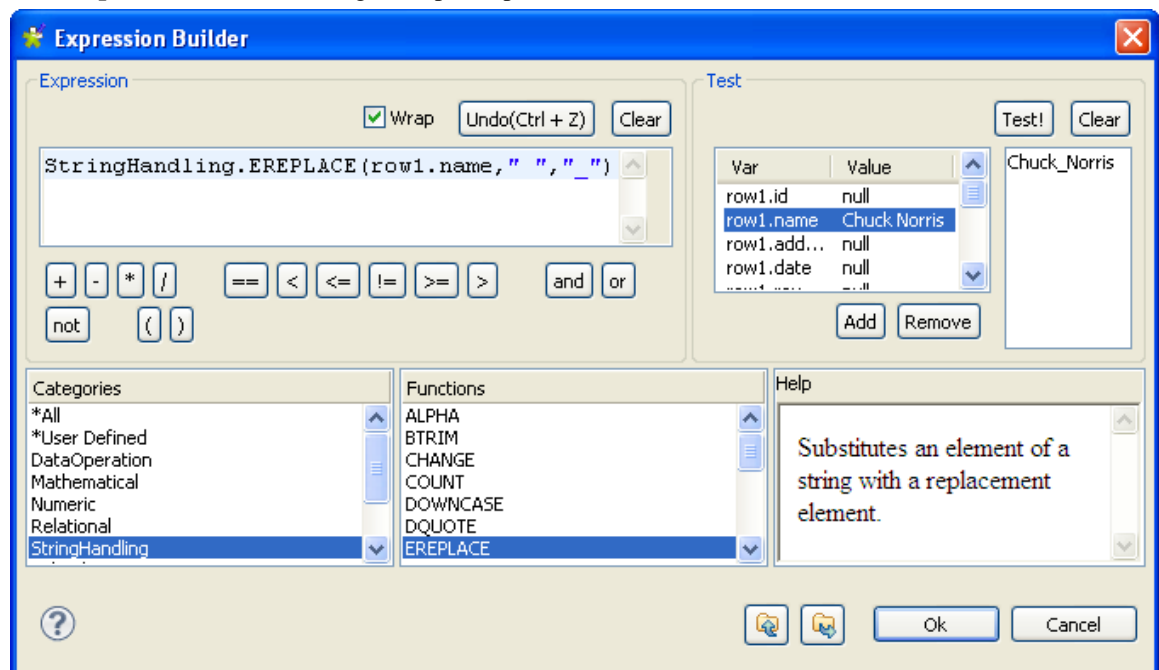 Expression Builder
Expression
Wrap
Undo(Ctrl + Z)
Clear
StringHandling.EREPLACE(row1.name," ","_")
+ - * / == < <= != >= > and or
not ( )
Test
Test!
Clear
Var Value
row1.id null
row1.name Chuck Norris
row1.add... null
row1.date null
Chuck_Norris
Add
Remove
Categories
*All
*User Defined
DataOperation
Mathematical
Numeric
Relational
StringHandling
Functions
ALPHA
BTRIM
CHANGE
COUNT
DOWNCASE
DQUOTE
EREPLACE
Help
Substitutes an element of a
string with a replacement
element.
?
Ok
Cancel